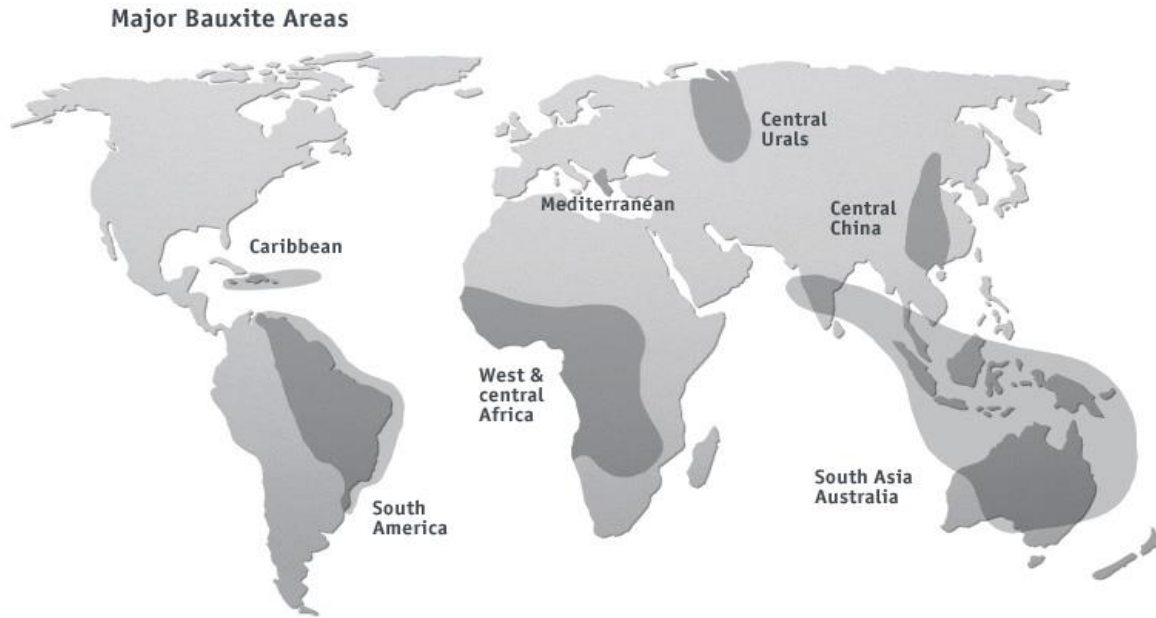 Major Bauxite Areas
Central
Urals
Mediterranean
Central
China
Caribbean
West &
central
Africa
South Asia
Australia
South
America